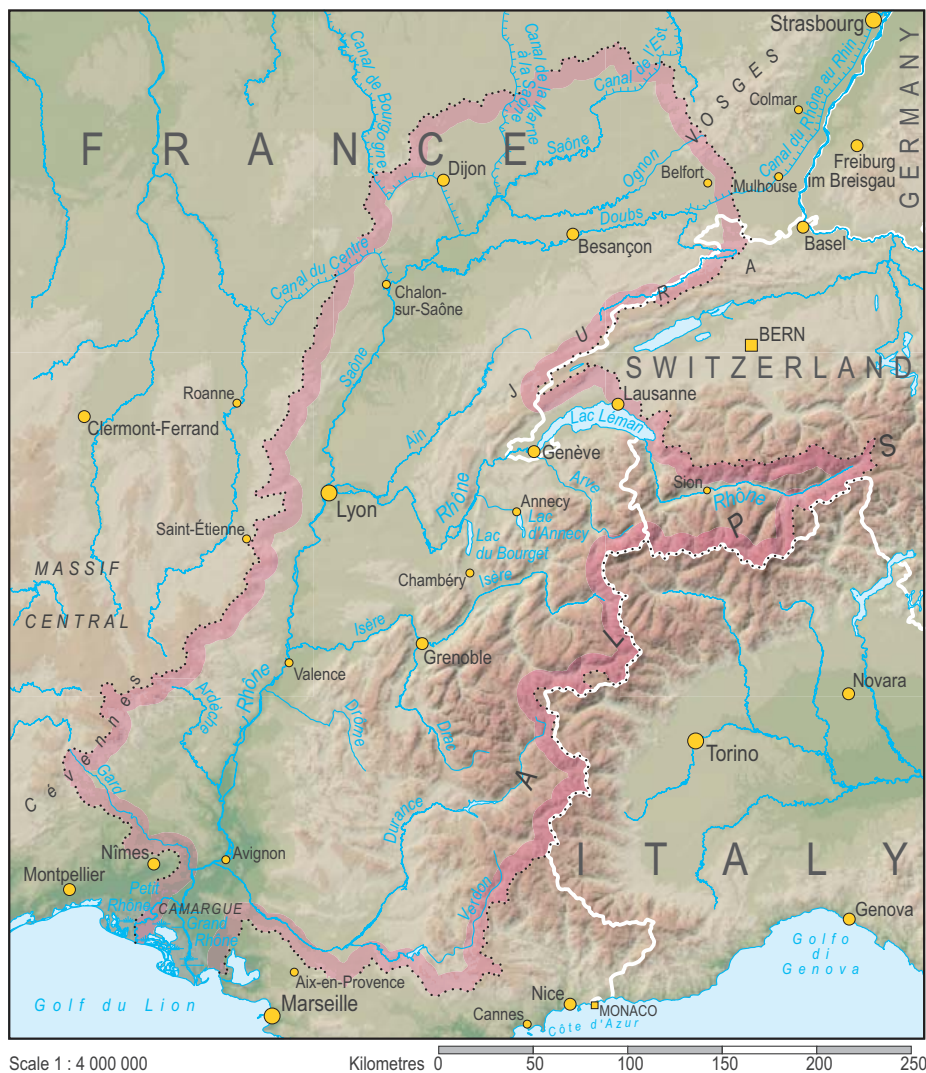 Strasbourg
GERMANY
Canal de Bourgogne
Canal de la Marne
à la Saône
Canal de l'Est
VOSGES
Colmar
Canal du Rhône au Rhin
FRANCE
Saône
Ognon
Dijon
Belfort
Mulhouse
Freiburg
im Breisgau
Doubs
Besançon
Basel
Canal du Centre
Chalon-
sur-Saône
JURA
BERN
SWITZERLAND
Saône
Roanne
Lausanne
Clermont-Ferrand
Lac Léman
Ain
Genève
Rhône
Arve
Sion
Rhône
ALPS
Lyon
Annecy
Lac
d'Annecy
Lac
du Bourget
Saint-Étienne
Chambéry
Isère
MASSIF
CENTRAL
Isère
Grenoble
Valence
Rhône
Ardèche
Drôme
Drac
Novara
Torino
Cévennes
Gard
Durance
Nîmes
Avignon
Montpellier
ITALY
Petit
Rhône
CAMARGUE
Grand
Rhône
Verdon
Genova
Golfo
di
Genova
Aix-en-Provence
Golf du Lion
Marseille
Nice
MONACO
Cannes
Côte d'Azur
Scale 1 : 4 000 000
Kilometres 0 50 100 150 200 250